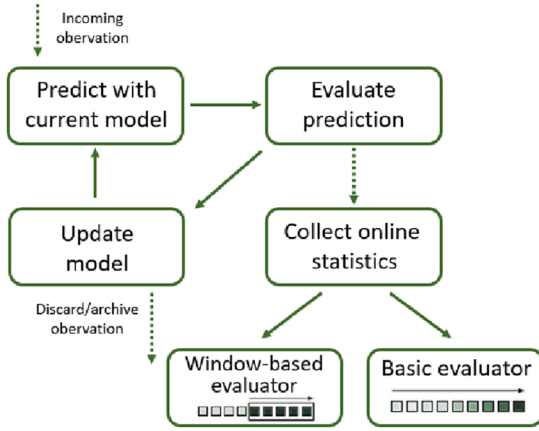 Incoming
obervation
Predict with
current model
Evaluate
prediction
Update
model
Collect online
statistics
Discard/archive
obervation
Window-based
evaluator
Basic evaluator